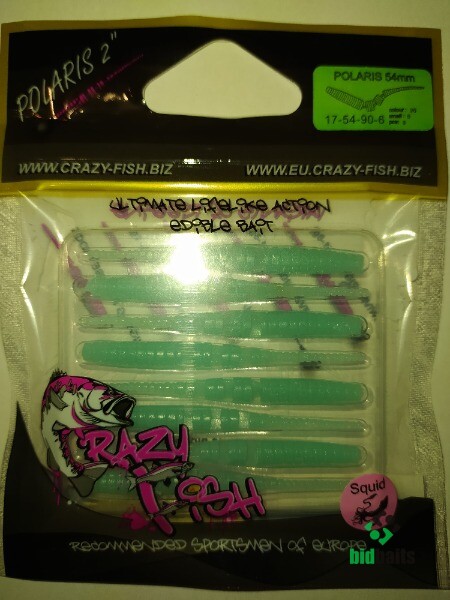 POLARIS 2"
POLARIS 54mm
17-54-90-6
WWW.CRAZY-FISH.BIZ
WWW.EU.CRAZY-FISH.BIZ
ULTIMATE LIFELIKE ACTION
EDIBLE BAIT
CRAZY
FISH
Squid
RECOMMENDED SPORTSMEN OF EUROPE
bidbaits